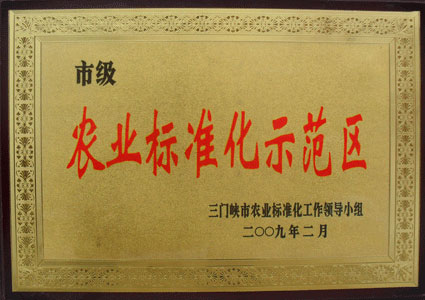 市级
农业标准化示范区
三门峡市农业标准化工作领导小组
二〇〇九年二月